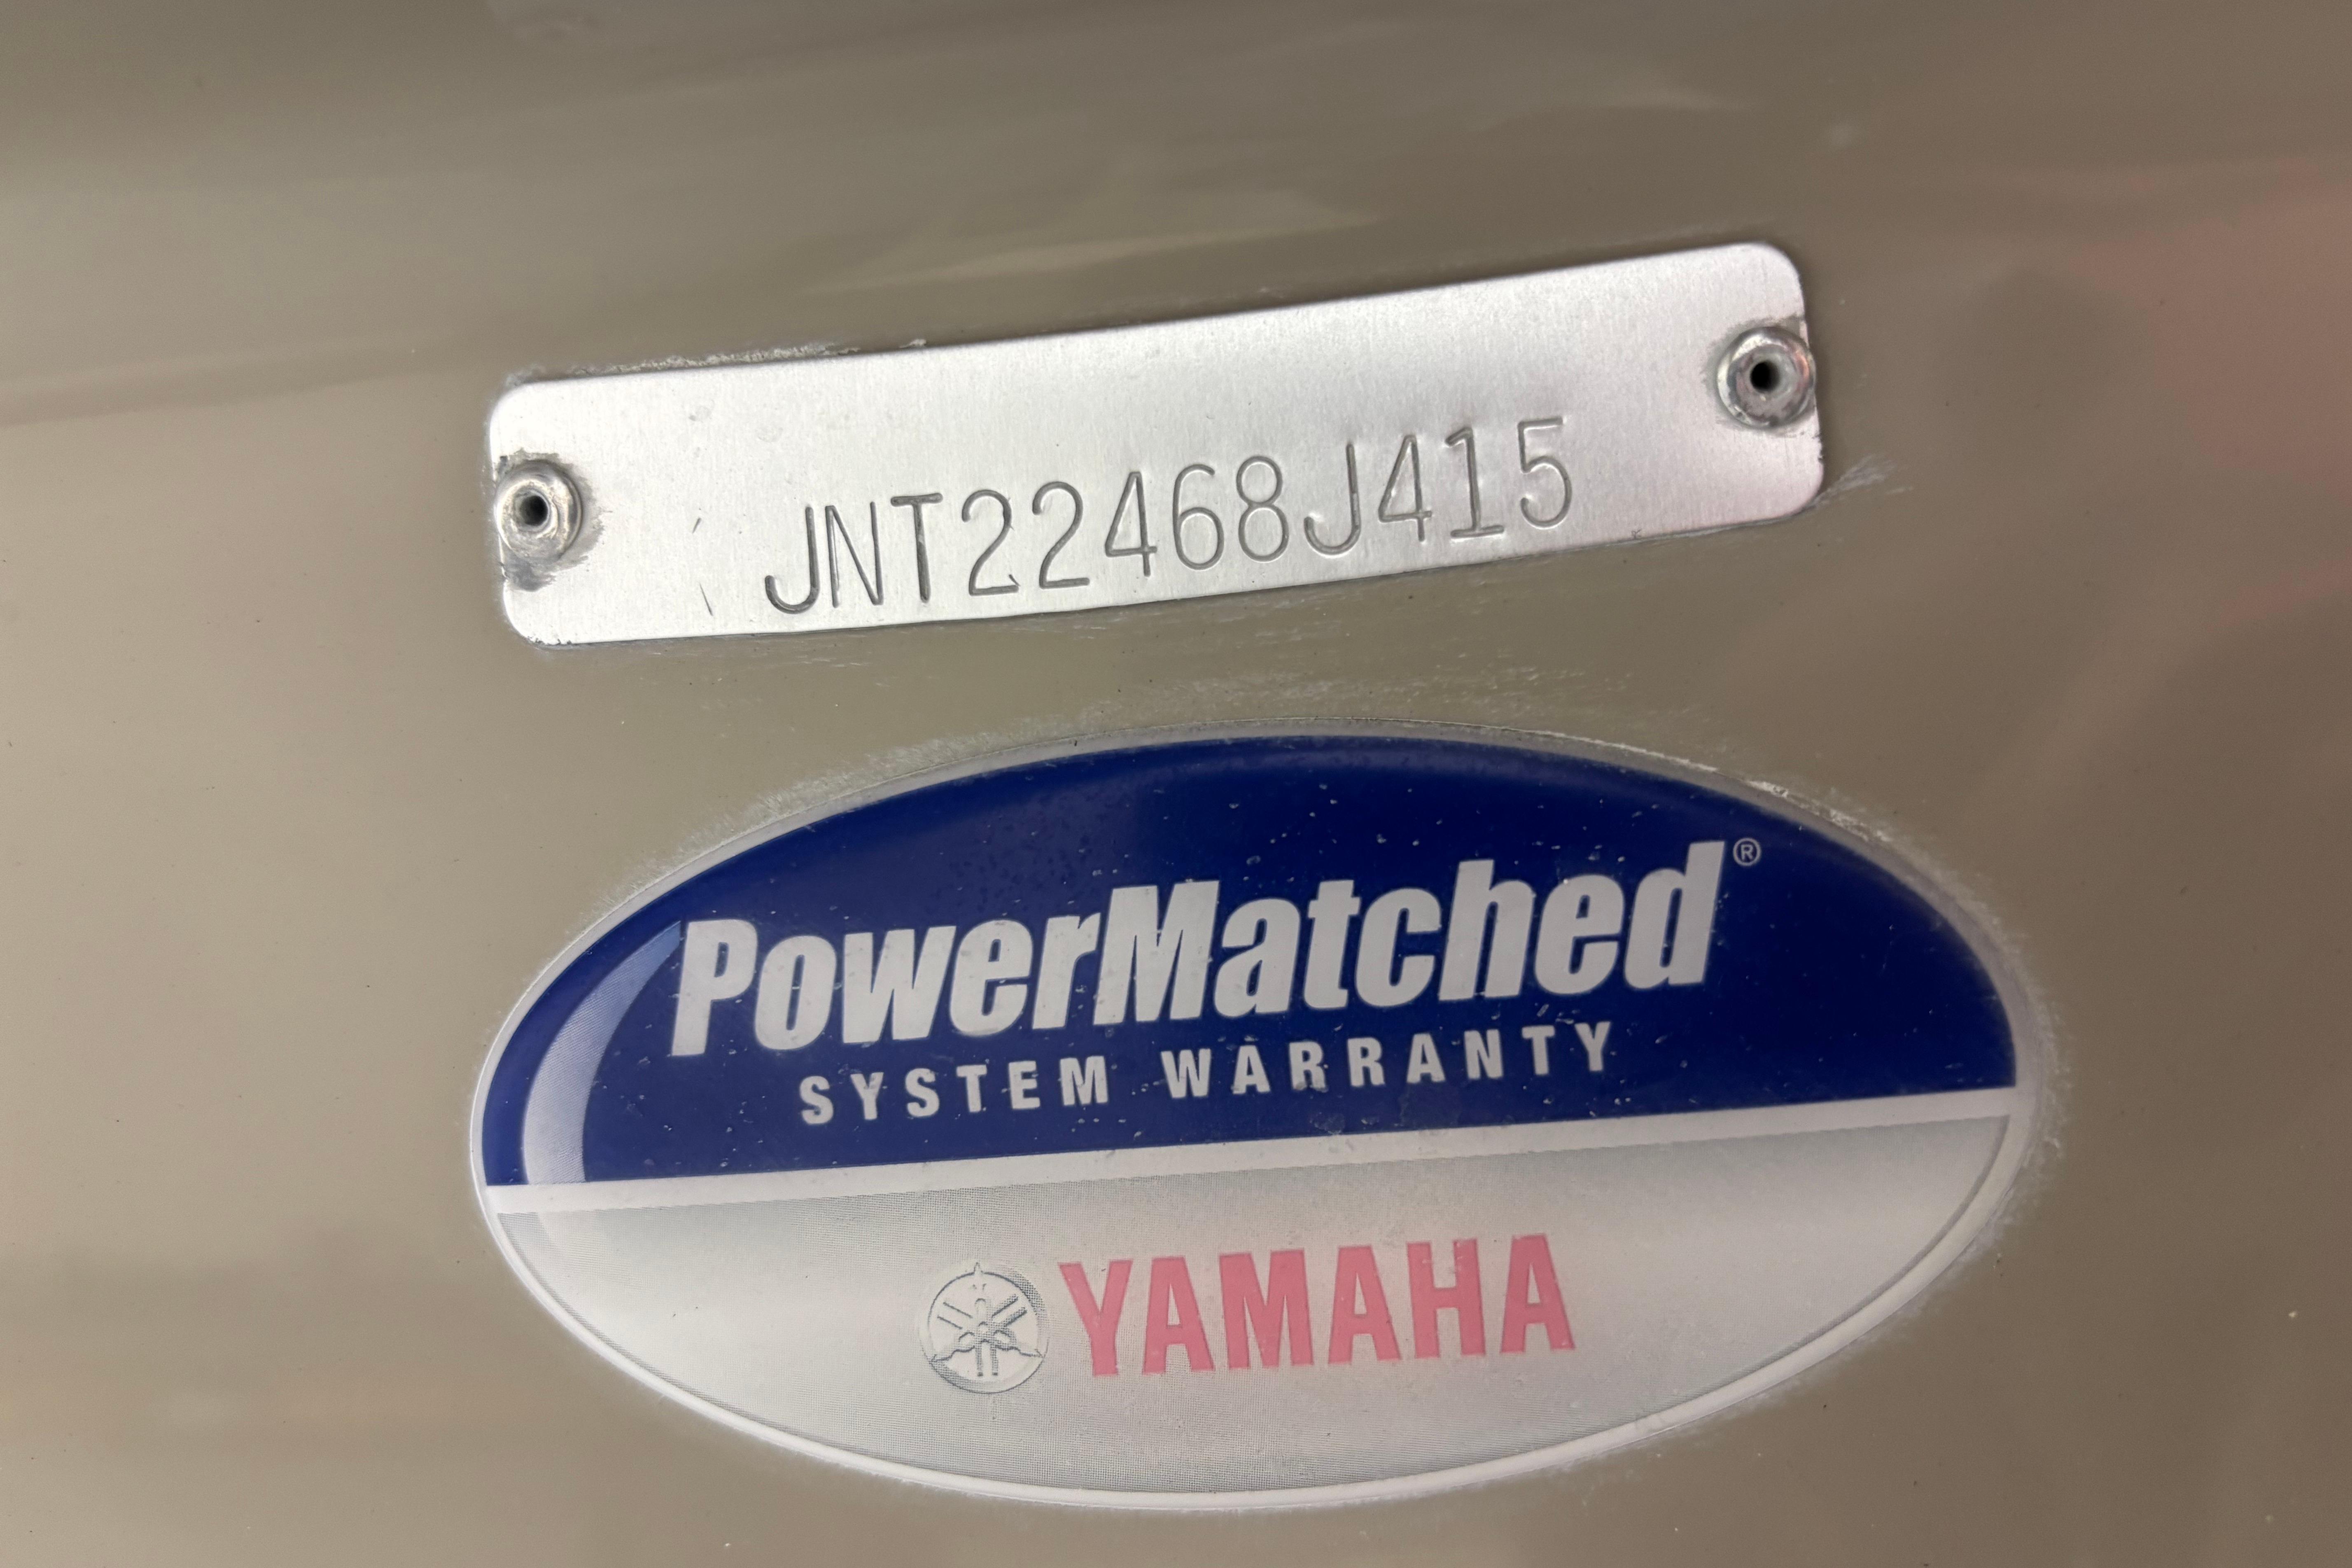 JNT22468J415
PowerMatched®
SYSTEM WARRANTY
YAMAHA